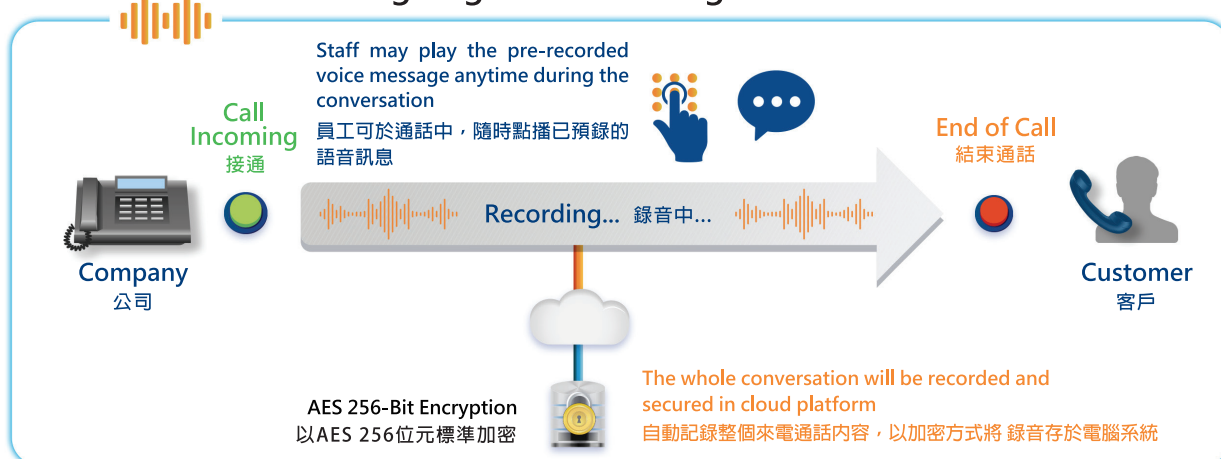 Staff may play the pre-recorded
voice message anytime during the
conversation
員工可於通話中，隨時點播已預錄的
語音訊息
Call
Incoming
接通
End of Call
結束通話
Recording... 錄音中...
Company
公司
Customer
客戶
AES 256-Bit Encryption
以AES 256位元標準加密
The whole conversation will be recorded and
secured in cloud platform
自動記錄整個來電通話內容，以加密方式將 錄音存於電腦系統